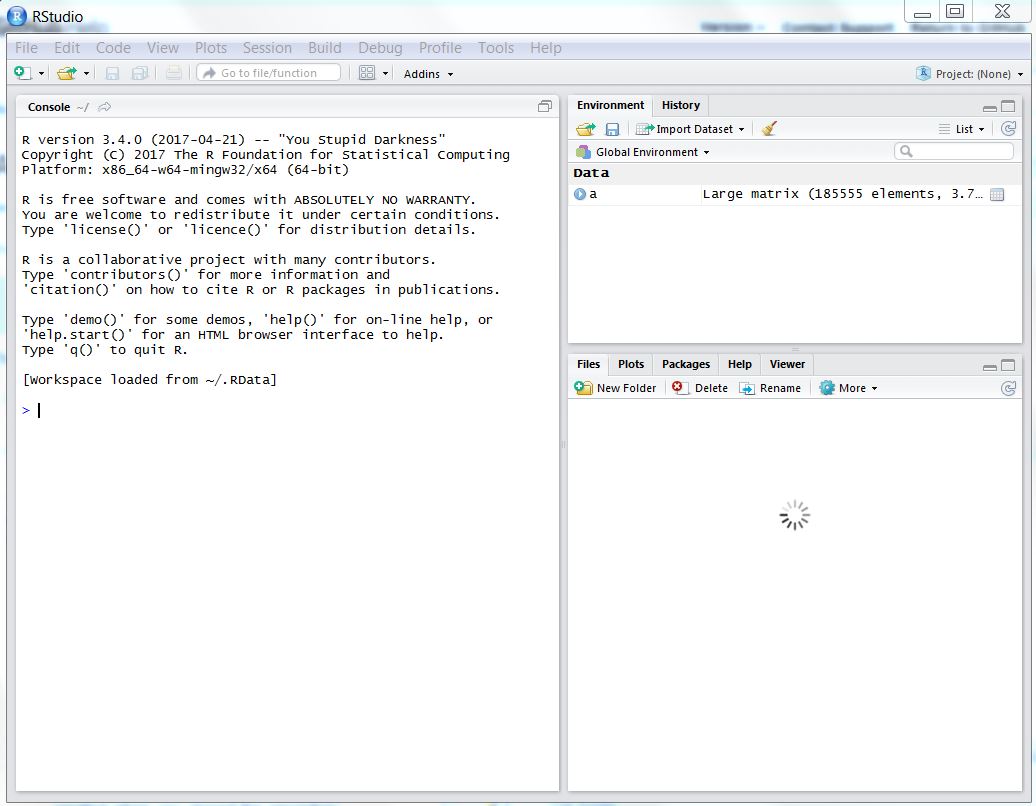 RStudio
File Edit Code View Plots Session Build Debug Profile Tools Help
Go to file/function Addins Project: (None)
Console ~/
R version 3.4.0 (2017-04-21) -- "You Stupid Darkness"
Copyright (C) 2017 The R Foundation for Statistical Computing
Platform: x86_64-w64-mingw32/x64 (64-bit)
R is free software and comes with ABSOLUTELY NO WARRANTY.
You are welcome to redistribute it under certain conditions.
Type 'license()' or 'licence()' for distribution details.
R is a collaborative project with many contributors.
Type 'contributors()' for more information and
'citation()' on how to cite R or R packages in publications.
Type 'demo()' for some demos, 'help()' for on-line help, or
'help.start()' for an HTML browser interface to help.
Type 'q()' to quit R.
[Workspace loaded from ~/.RData]
>
Environment History
Import Dataset List
Global Environment
Data
a Large matrix (185555 elements, 3.7…
Files Plots Packages Help Viewer
New Folder Delete Rename More